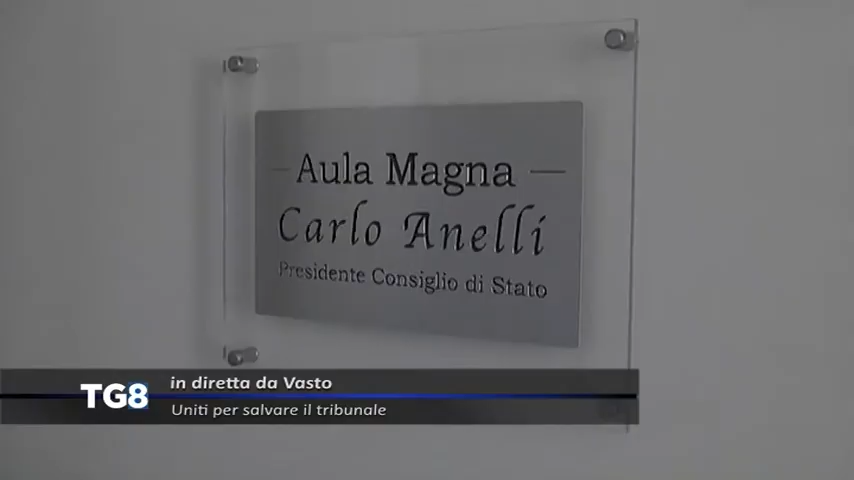 Aula Magna
Carlo Anelli
Presidente Consiglio di Stato
TG8
in diretta da Vasto
Uniti per salvare il tribunale